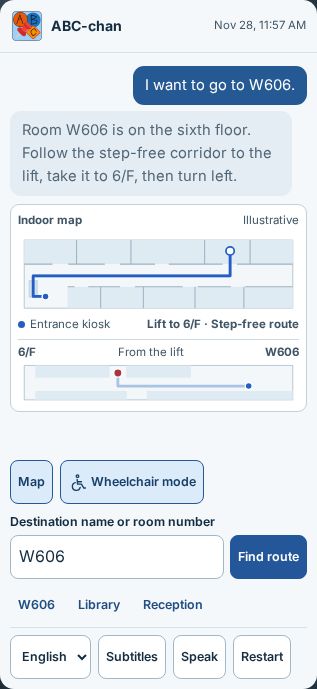 ABC-chan
Nov 28, 11:57 AM
I want to go to W606.
Room W606 is on the sixth floor.
Follow the step-free corridor to the
lift, take it to 6/F, then turn left.
Indoor map
Illustrative
Entrance kiosk
Lift to 6/F · Step-free route
6/F
From the lift
W606
Map
Wheelchair mode
Destination name or room number
W606
Find route
W606
Library
Reception
English
Subtitles
Speak
Restart